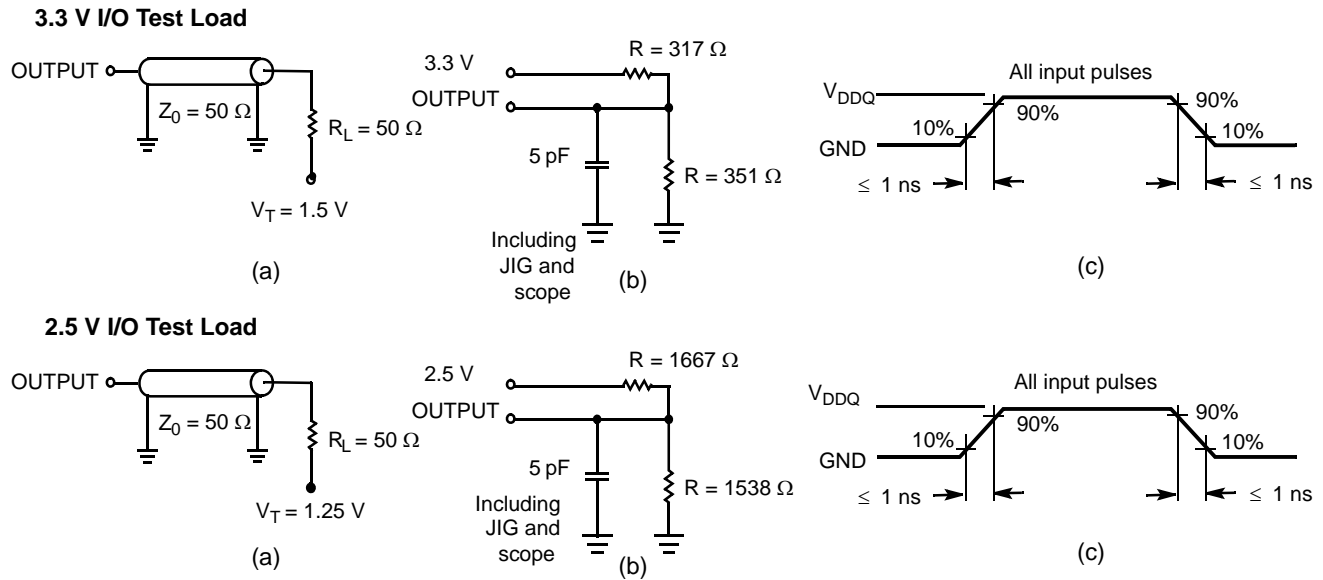 3.3 V I/O Test Load
OUTPUT
Z0 = 50 Ω
RL = 50 Ω
VT = 1.5 V
(a)
3.3 V
OUTPUT
R = 317 Ω
5 pF
R = 351 Ω
Including
JIG and
scope
(b)
All input pulses
VDDQ
GND
10%
90%
90%
10%
≤ 1 ns
≤ 1 ns
(c)
2.5 V I/O Test Load
OUTPUT
Z0 = 50 Ω
RL = 50 Ω
VT = 1.25 V
(a)
2.5 V
OUTPUT
R = 1667 Ω
5 pF
R = 1538 Ω
Including
JIG and
scope
(b)
All input pulses
VDDQ
GND
10%
90%
90%
10%
≤ 1 ns
≤ 1 ns
(c)